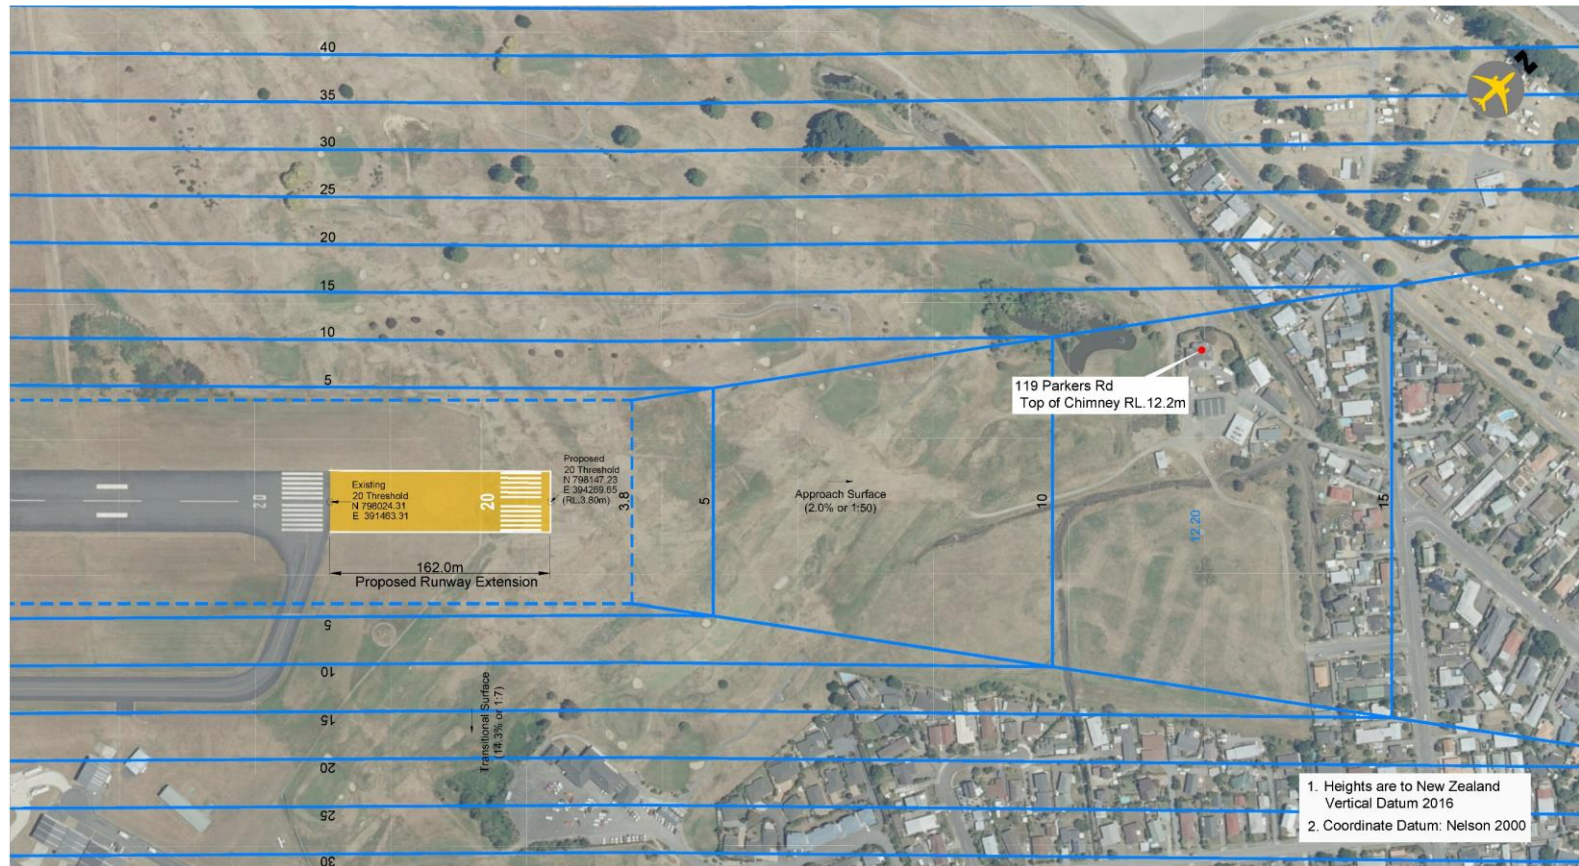 40
35
30
25
20
15
10
5
N
119 Parkers Rd
Top of Chimney RL.12.2m
20
Existing
20 Threshold
N 798024.31
E 391463.31
20
Proposed
20 Threshold
N 798147.23
E 394269.65
(RL.3.80m)
3.8
5
Approach Surface
(2.0% or 1:50)
10
12.20
15
162.0m
Proposed Runway Extension
5
10
15
20
25
30
Transitional Surface
(14.3% or 1:7)
1. Heights are to New Zealand
Vertical Datum 2016
2. Coordinate Datum: Nelson 2000